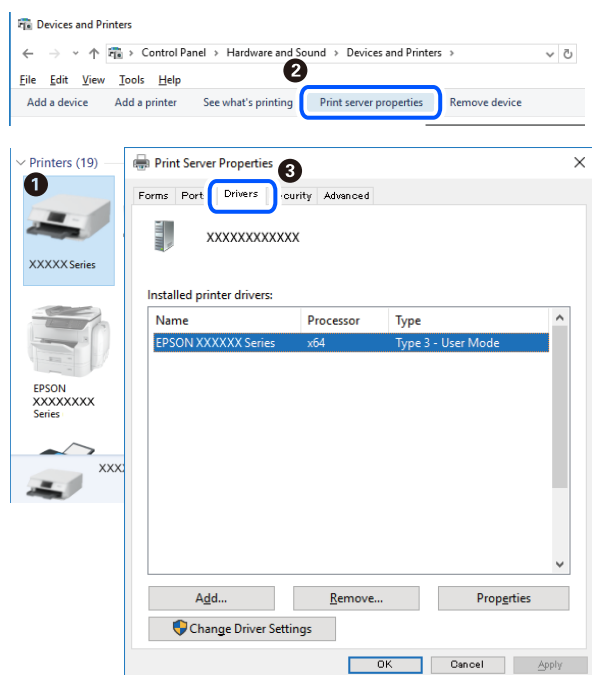 Devices and Printers
Control Panel > Hardware and Sound > Devices and Printers >
2
File Edit View Tools Help
Add a device Add a printer See what's printing Print server properties Remove device
Printers (19)
1
XXXXX Series
EPSON
XXXXXXXX
Series
XXX
Print Server Properties
3
Forms Port Drivers curity Advanced
XXXXXXXXXXXX
Installed printer drivers:
Name Processor Type
EPSON XXXXXX Series x64 Type 3 - User Mode
Add... Remove... Properties
Change Driver Settings
OK Cancel Apply